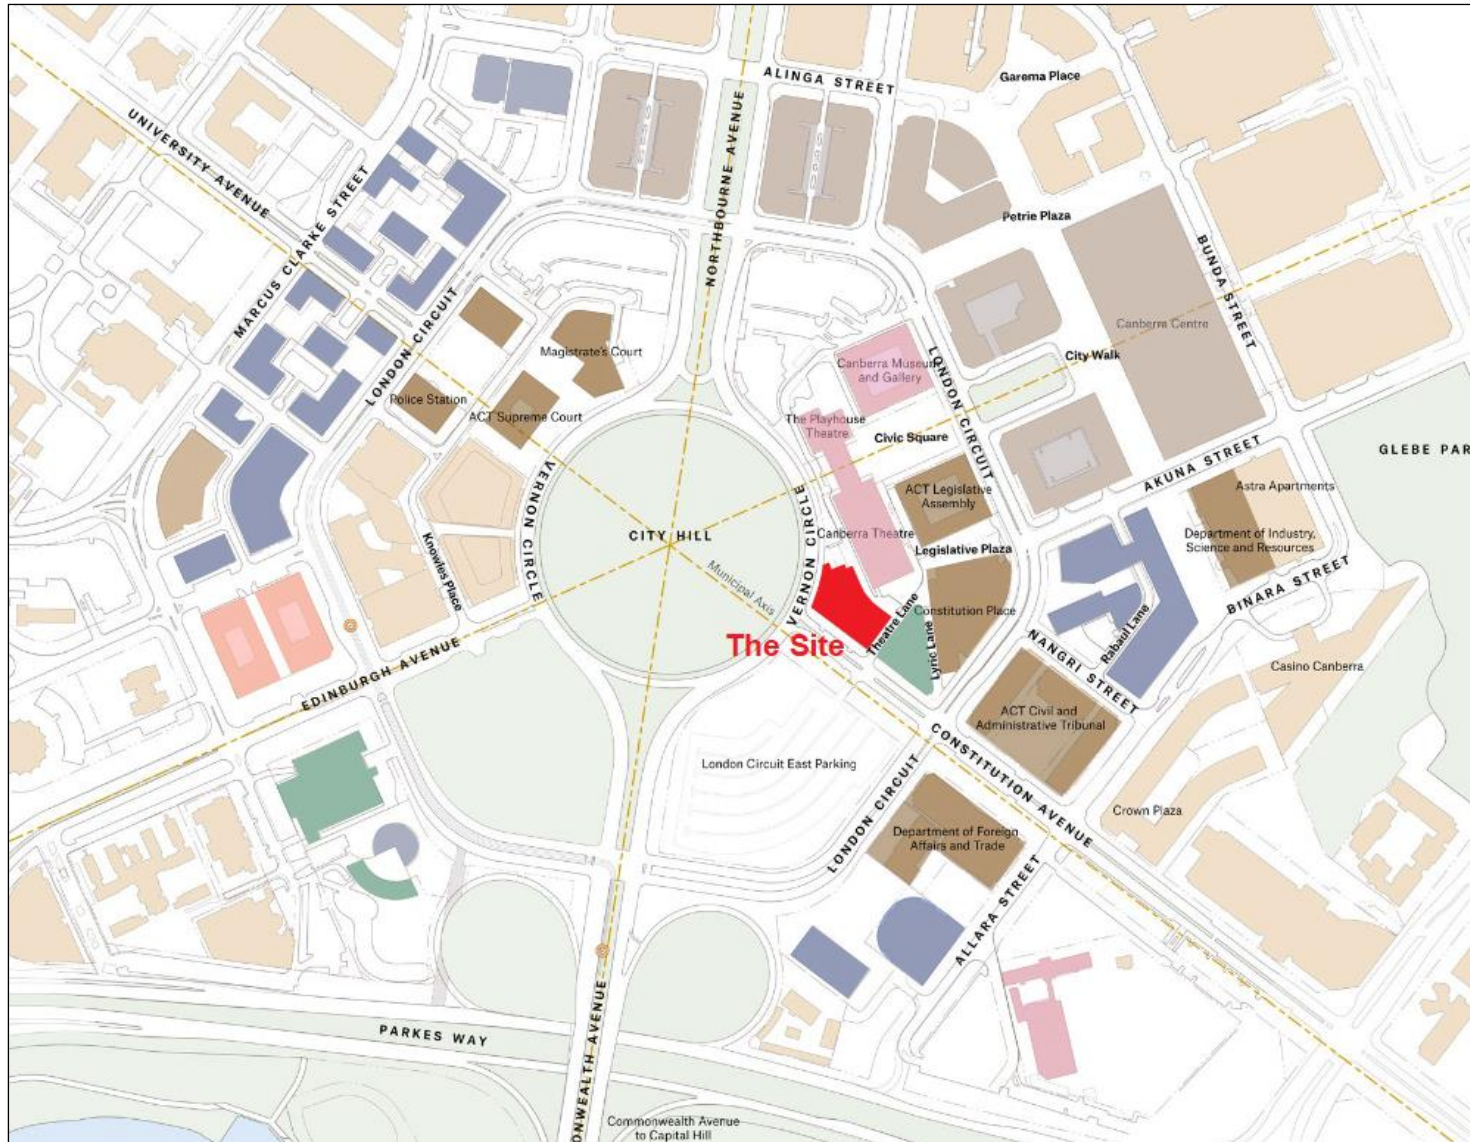 ALINGA STREET
Garema Place
UNIVERSITY AVENUE
NORTHBOURNE AVENUE
MARCUS CLARKE STREET
Petrie Plaza
BUNDA STREET
LONDON CIRCUIT
Magistrate's Court
Canberra Centre
Canberra Museum
and Gallery
LONDON CIRCUIT
City Walk
Police Station
ACT Supreme Court
The Playhouse
Theatre
Civic Square
GLEBE PAR
AKUNA STREET
VERNON CIRCLE
VERNON CIRCLE
ACT Legislative
Assembly
Astra Apartments
CITY HILL
Canberra Theatre
Department of Industry,
Science and Resources
Legislative Plaza
Knowles Place
Municipal Axis
BINARA STREET
Theatre Lane
Constitution Place
Rabaul Lane
The Site
Lyric Lane
NANGRI STREET
Casino Canberra
EDINBURGH AVENUE
ACT Civil and
Administrative Tribunal
CONSTITUTION AVENUE
London Circuit East Parking
LONDON CIRCUIT
Crown Plaza
Department of Foreign
Affairs and Trade
ALLARA STREET
PARKES WAY
ONWEALTH AVENUE
Commonwealth Avenue
to Capital Hill